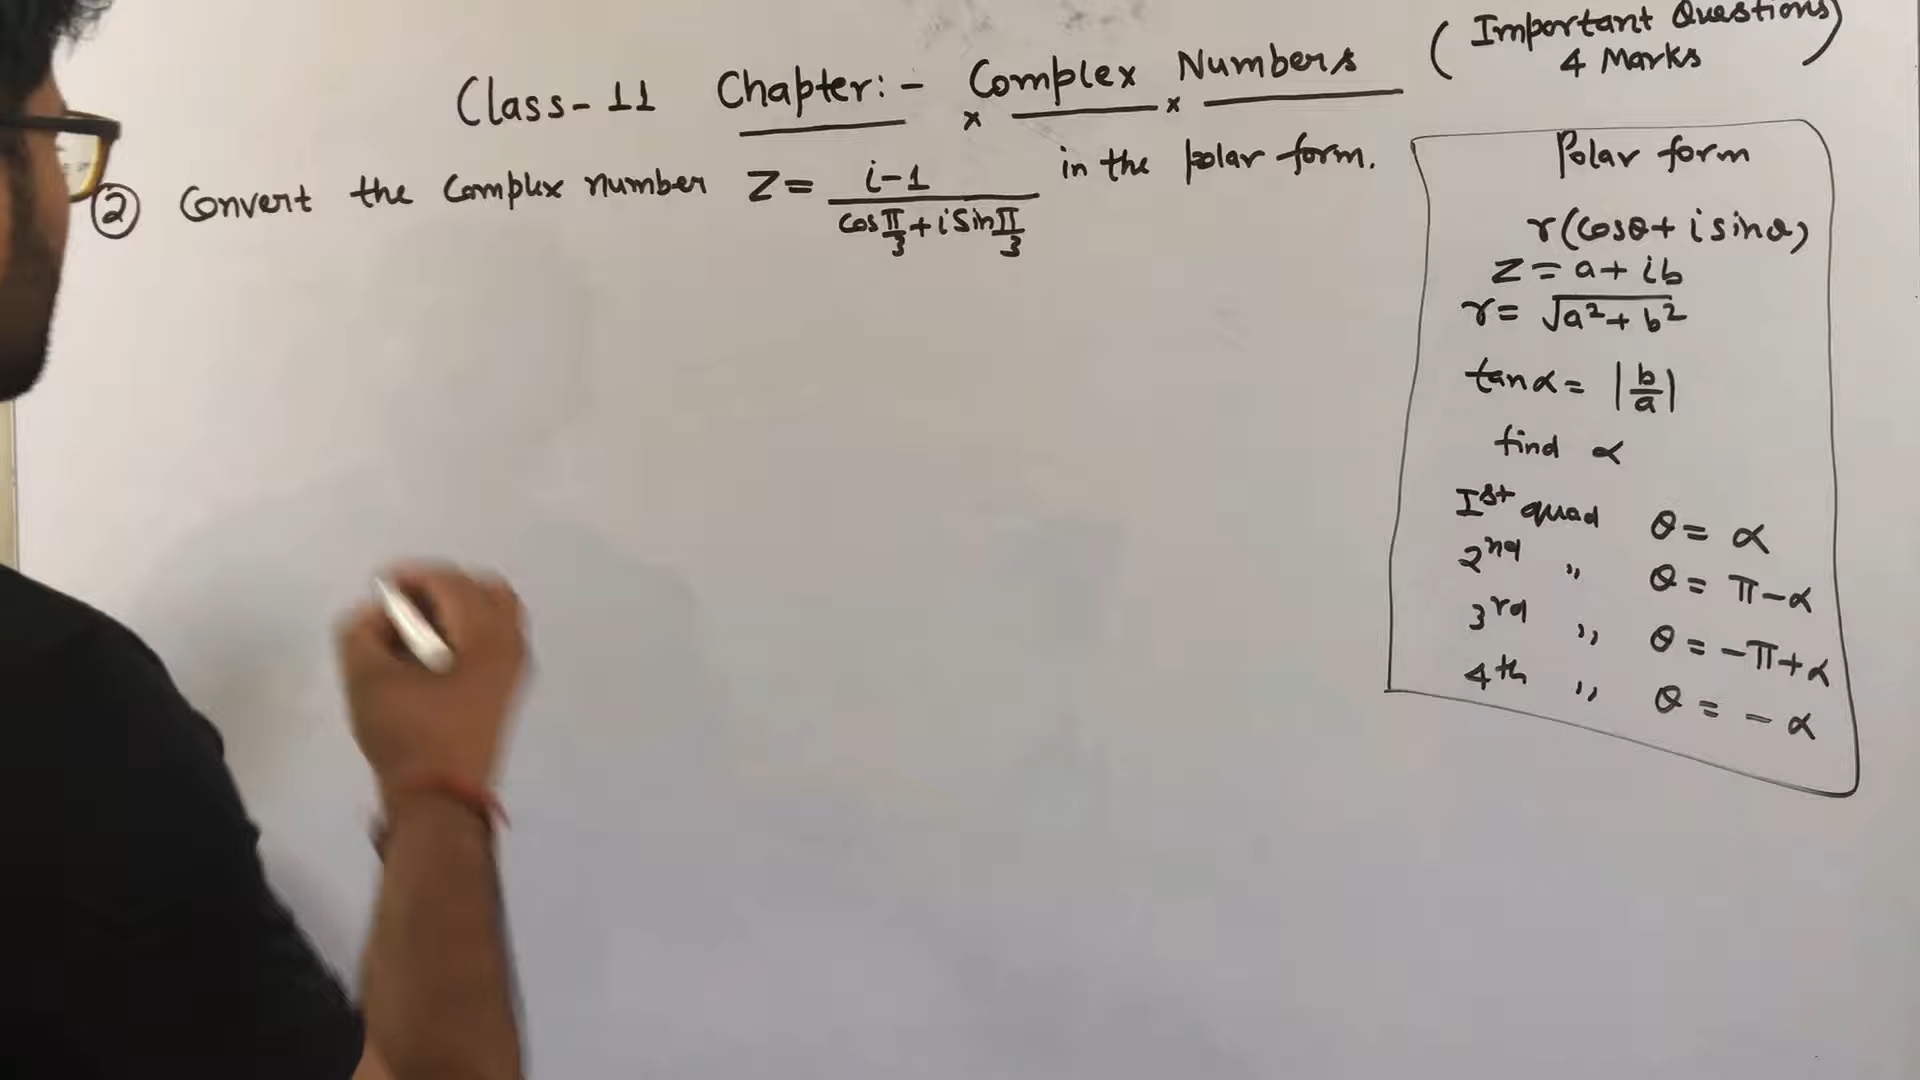 Class-11 Chapter:- Complex Numbers (Important Questions)
4 Marks
② Convert the complex number Z = (i-1)/(cos π/3 + i sin π/3) in the polar form.
Polar form
r(cosθ + i sinθ)
Z = a + ib
r = √(a² + b²)
tanα = |b/a|
find α
Ist quad θ = α
2nd ,, θ = π-α
3rd ,, θ = -π+α
4th ,, θ = -α